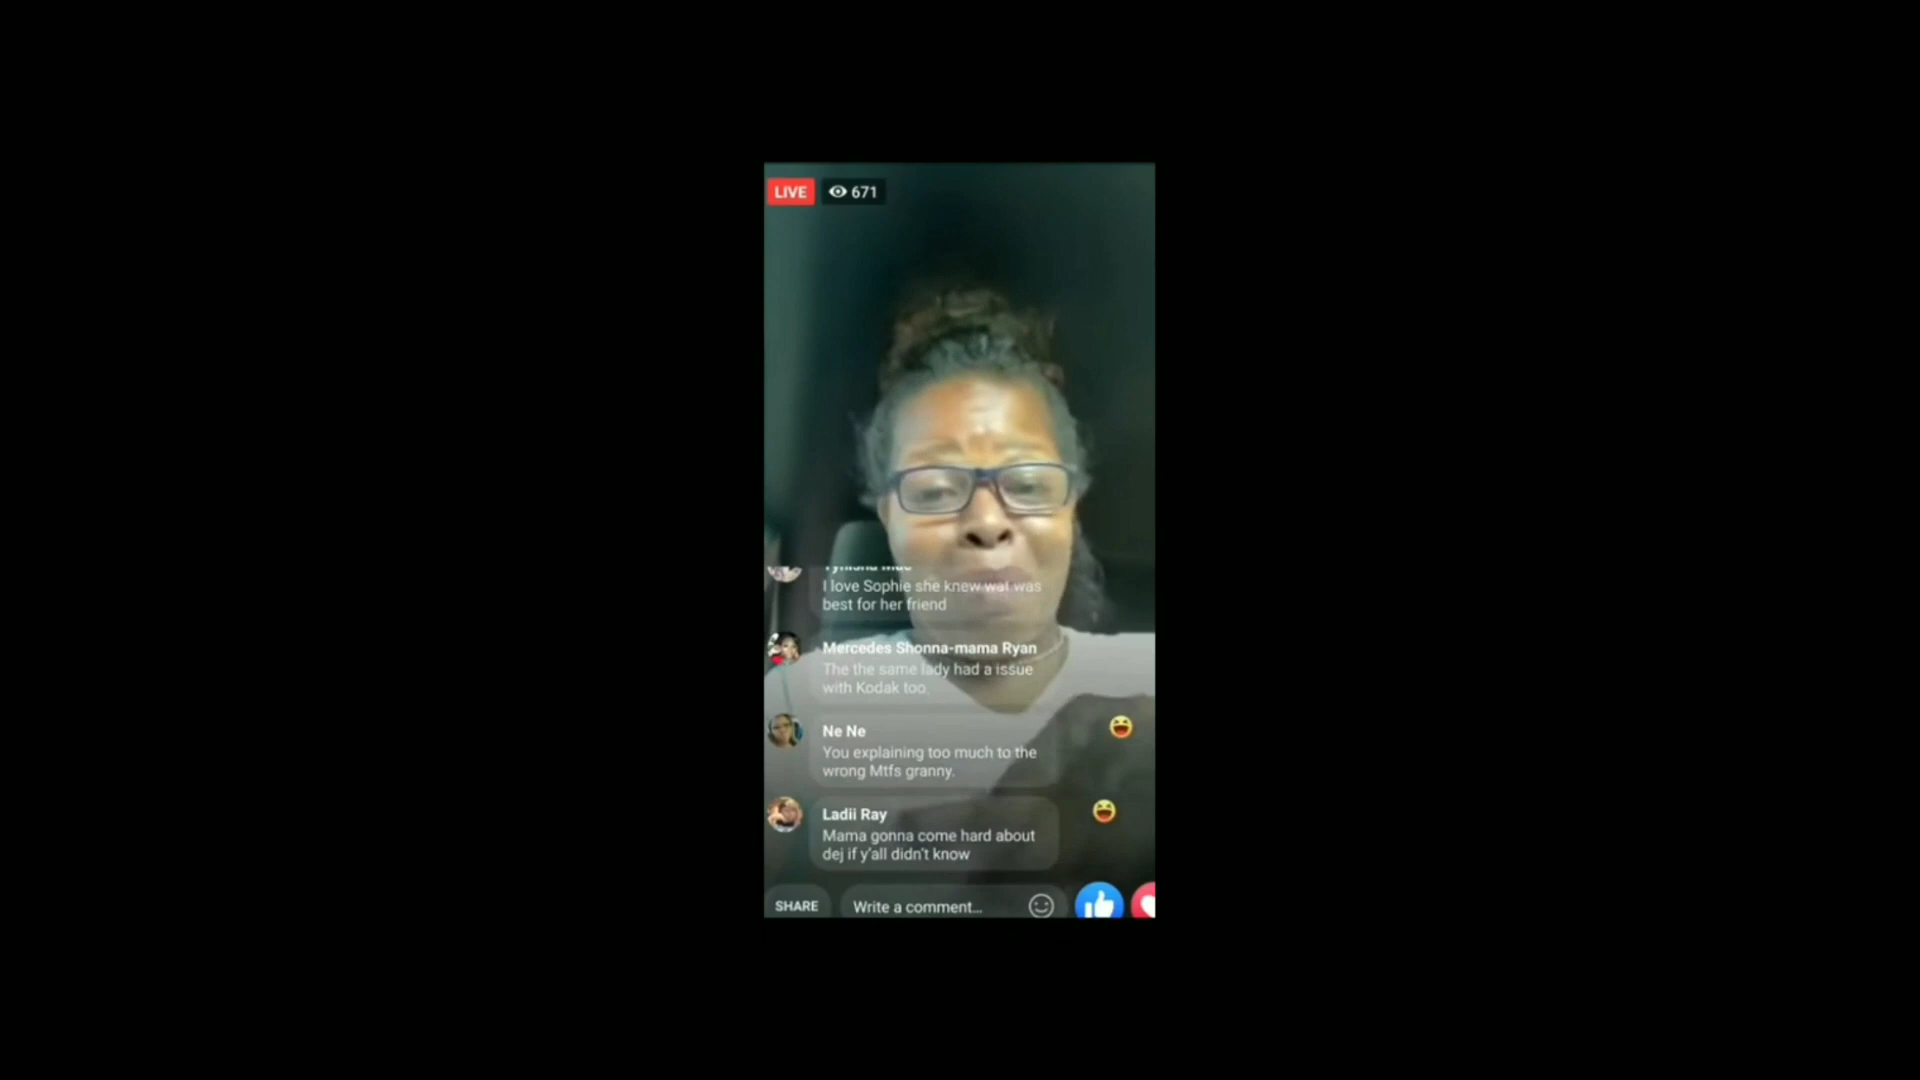 LIVE 671
I love Sophie she knew wat was
best for her friend
Mercedes Shonna-mama Ryan
The the same lady had a issue
with Kodak too.
Ne Ne
You explaining too much to the
wrong Mtfs granny.
Ladii Ray
Mama gonna come hard about
dej if y'all didn't know
SHARE Write a comment...